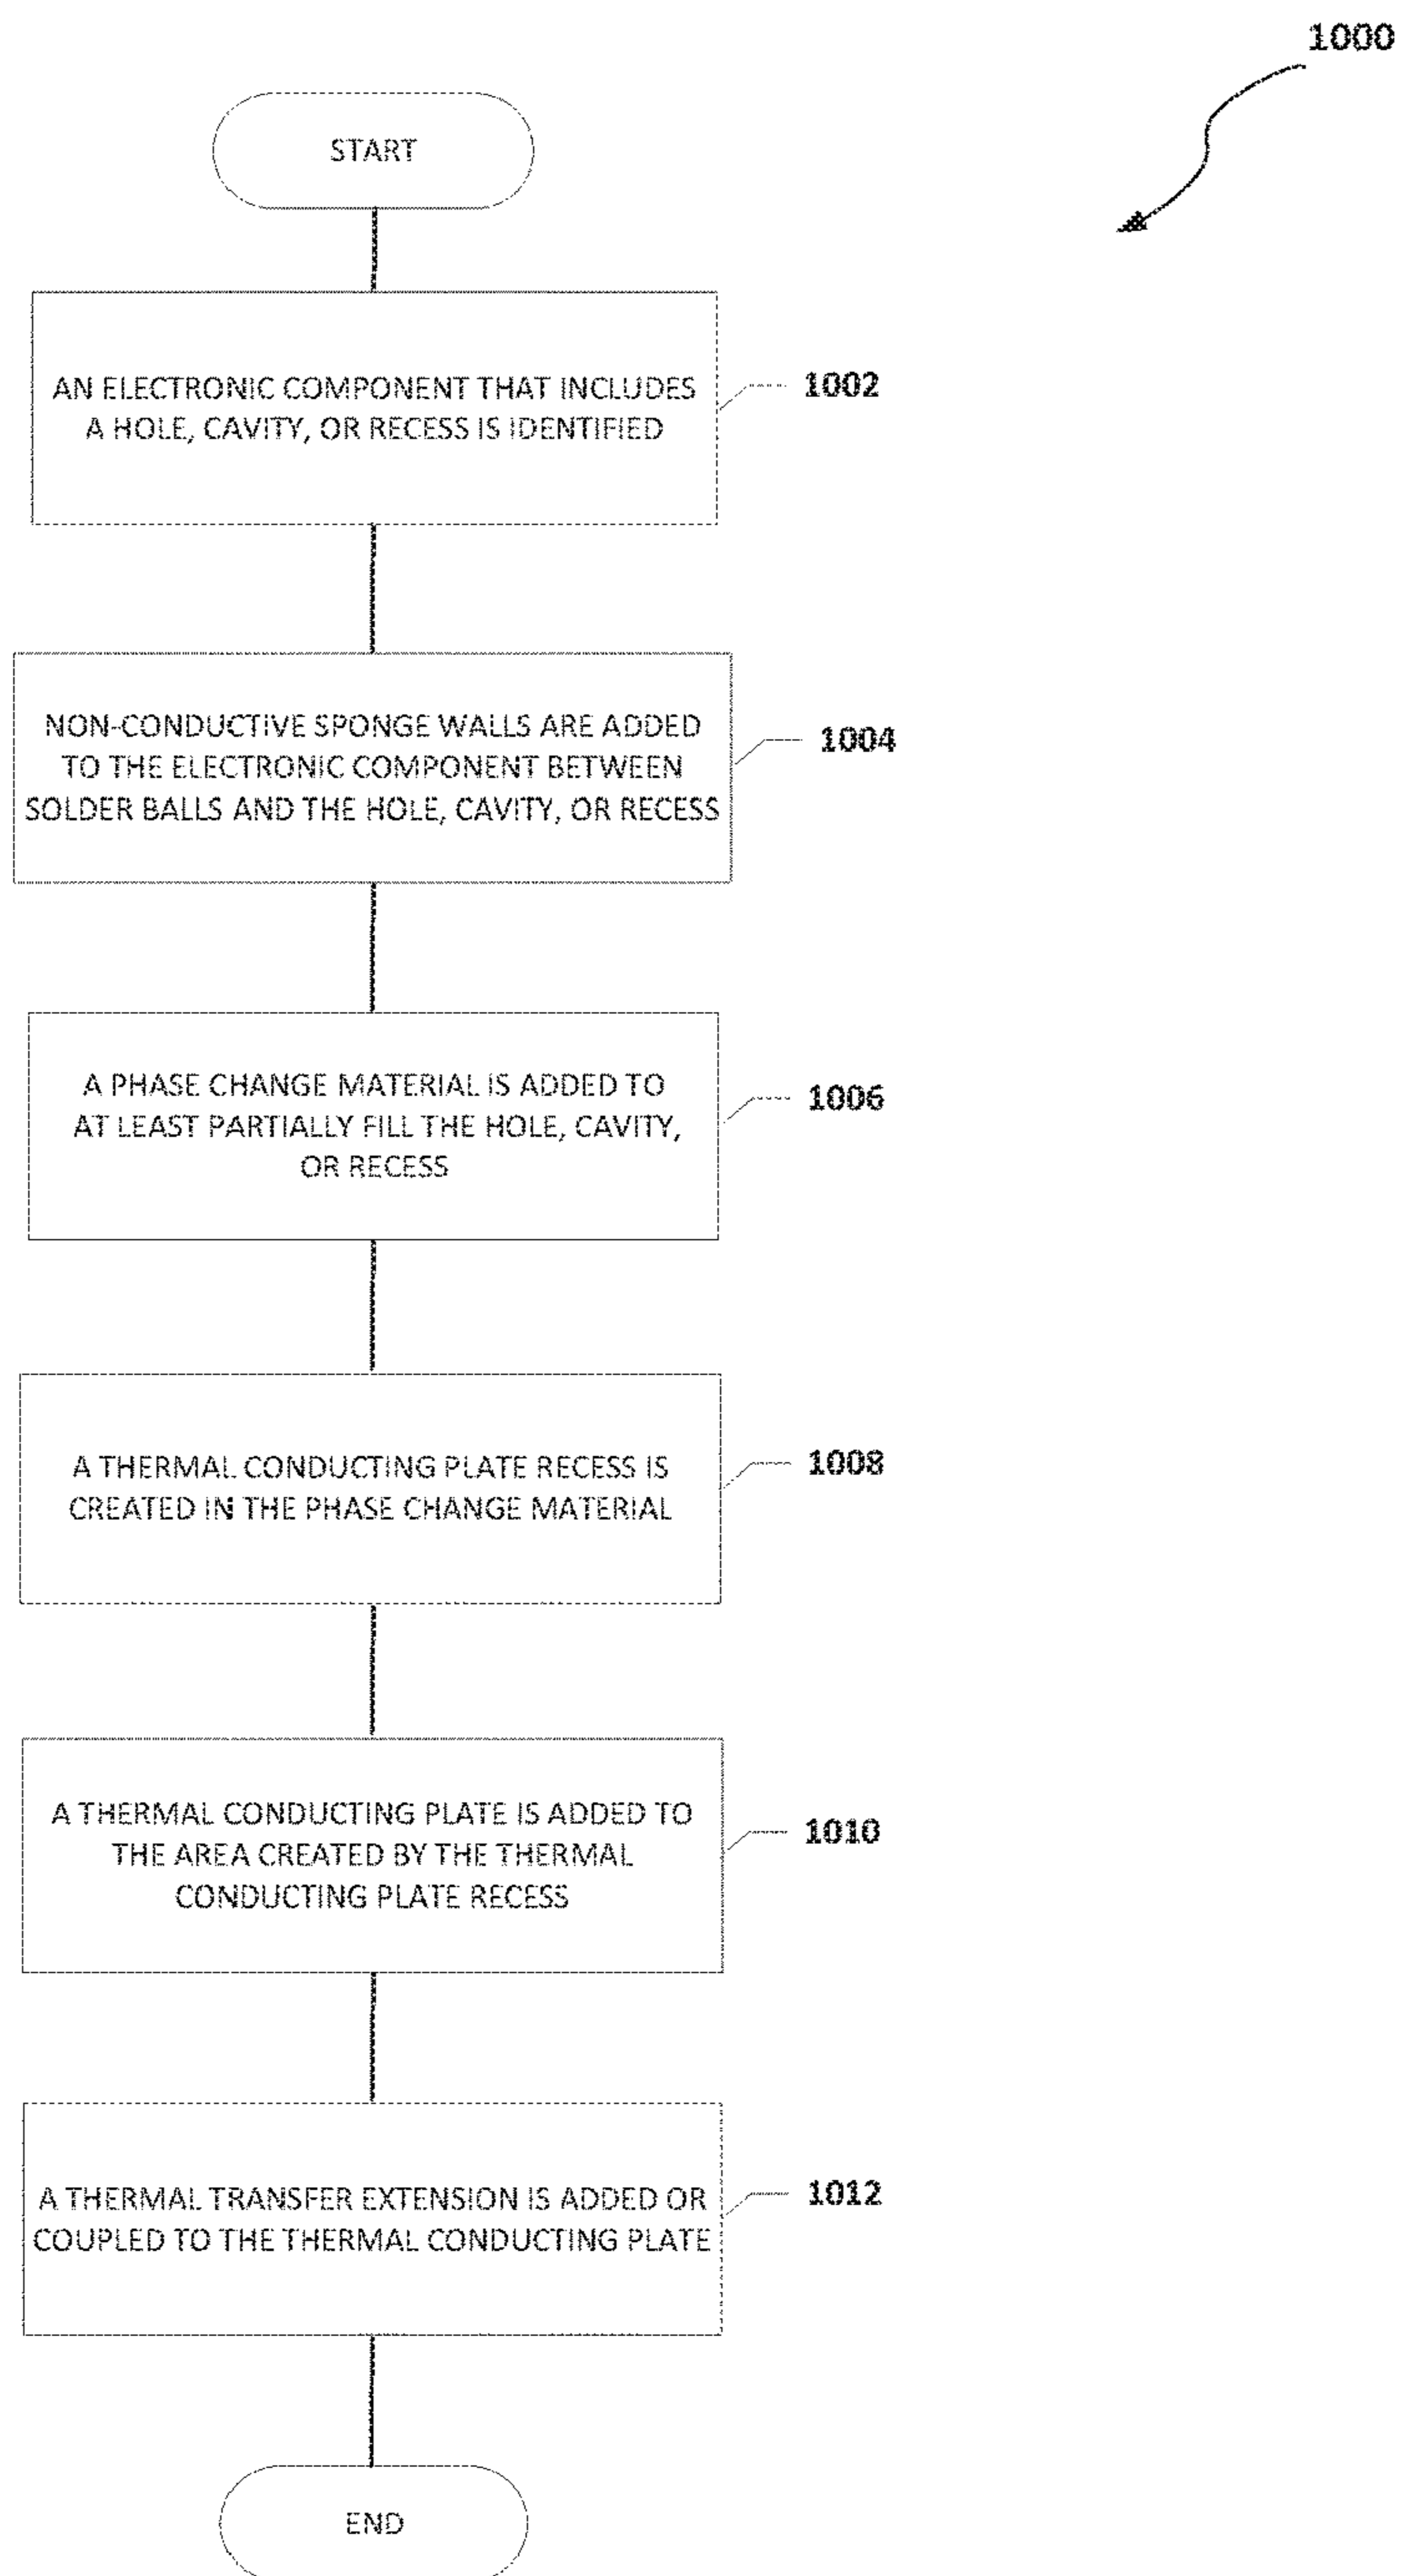 1000
START
AN ELECTRONIC COMPONENT THAT INCLUDES
A HOLE, CAVITY, OR RECESS IS IDENTIFIED
1002
NON-CONDUCTIVE SPONGE WALLS ARE ADDED
TO THE ELECTRONIC COMPONENT BETWEEN
SOLDER BALLS AND THE HOLE, CAVITY, OR RECESS
1004
A PHASE CHANGE MATERIAL IS ADDED TO
AT LEAST PARTIALLY FILL THE HOLE, CAVITY,
OR RECESS
1006
A THERMAL CONDUCTING PLATE RECESS IS
CREATED IN THE PHASE CHANGE MATERIAL
1008
A THERMAL CONDUCTING PLATE IS ADDED TO
THE AREA CREATED BY THE THERMAL
CONDUCTING PLATE RECESS
1010
A THERMAL TRANSFER EXTENSION IS ADDED OR
COUPLED TO THE THERMAL CONDUCTING PLATE
1012
END